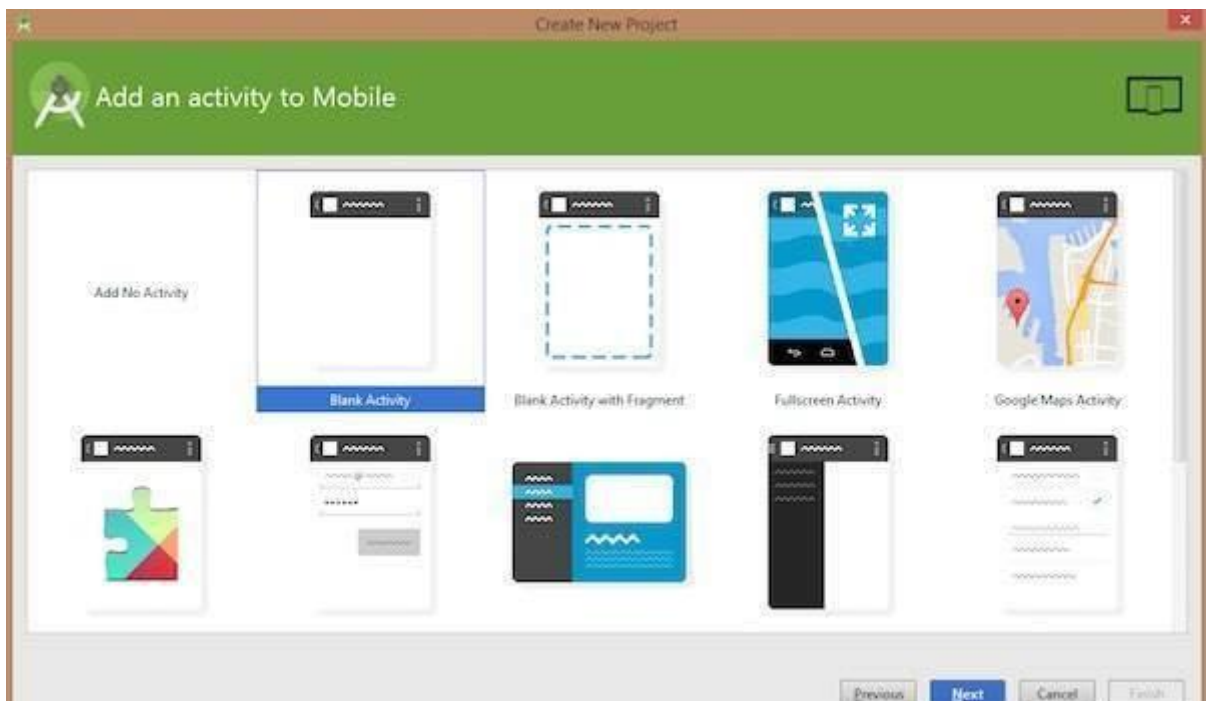 Create New Project
Add an activity to Mobile
Add No Activity
Blank Activity
Blank Activity with Fragment
Fullscreen Activity
Google Maps Activity
Previous
Next
Cancel
Finish